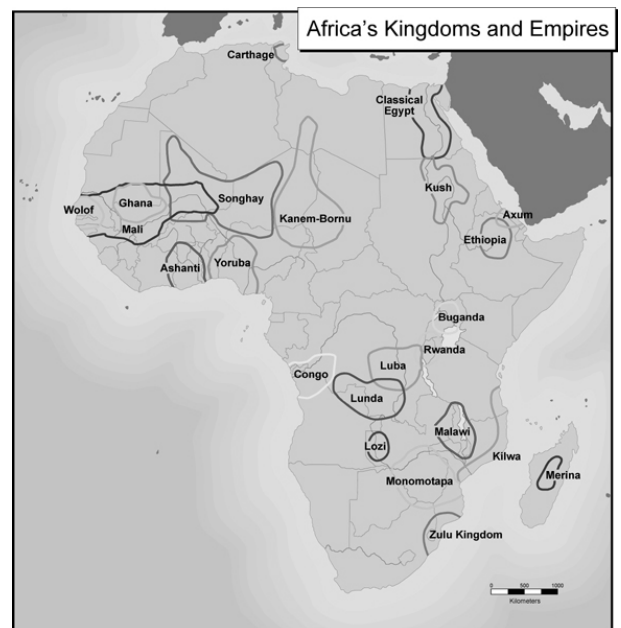 Africa's Kingdoms and Empires
Carthage
Classical
Egypt
Ghana
Songhay
Kush
Wolof
Kanem-Bornu
Axum
Mali
Ethiopia
Ashanti
Yoruba
Buganda
Rwanda
Congo
Luba
Lunda
Malawi
Lozi
Kilwa
Monomotapa
Merina
Zulu Kingdom
0 500 1000
Kilometers